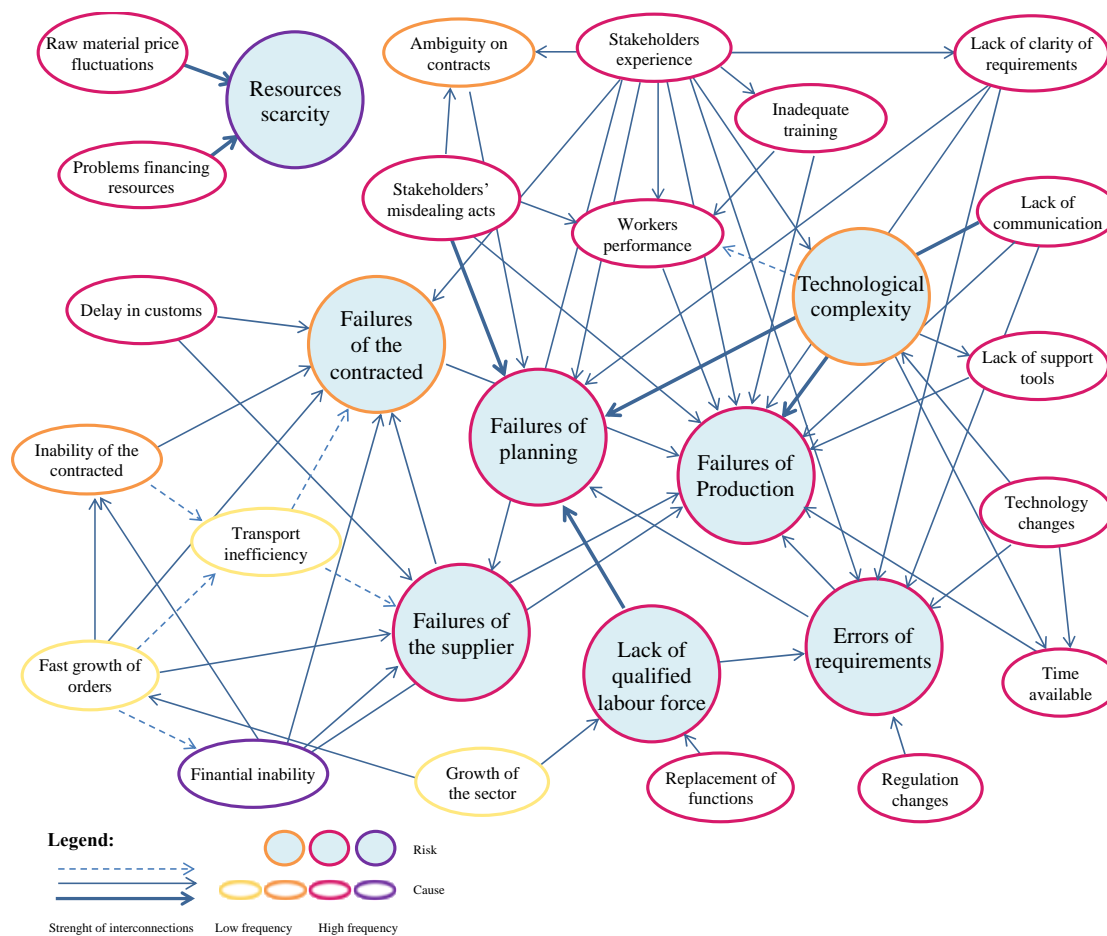 Raw material price
fluctuations
Resources
scarcity
Problems financing
resources
Ambiguity on
contracts
Stakeholders
experience
Lack of clarity of
requirements
Inadequate
training
Stakeholders’
misdealing acts
Workers
performance
Lack of
communication
Technological
complexity
Delay in customs
Failures
of the
contracted
Lack of support
tools
Failures of
planning
Failures of
Production
Inability of the
contracted
Technology
changes
Transport
inefficiency
Failures of
the supplier
Lack of
qualified
labour force
Errors of
requirements
Fast growth of
orders
Time
available
Finantial inability
Growth of
the sector
Replacement of
functions
Regulation
changes
Legend:
Risk
Cause
Strenght of interconnections
Low frequency
High frequency